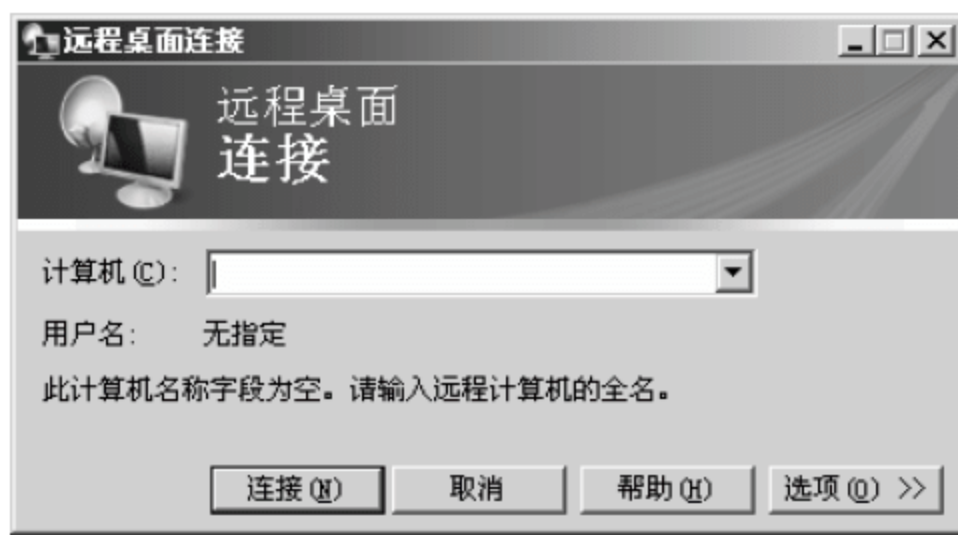 远程桌面连接
远程桌面
连接
计算机(C):
用户名: 无指定
此计算机名称字段为空。请输入远程计算机的全名。
连接(N) 取消 帮助(H) 选项(O) >>